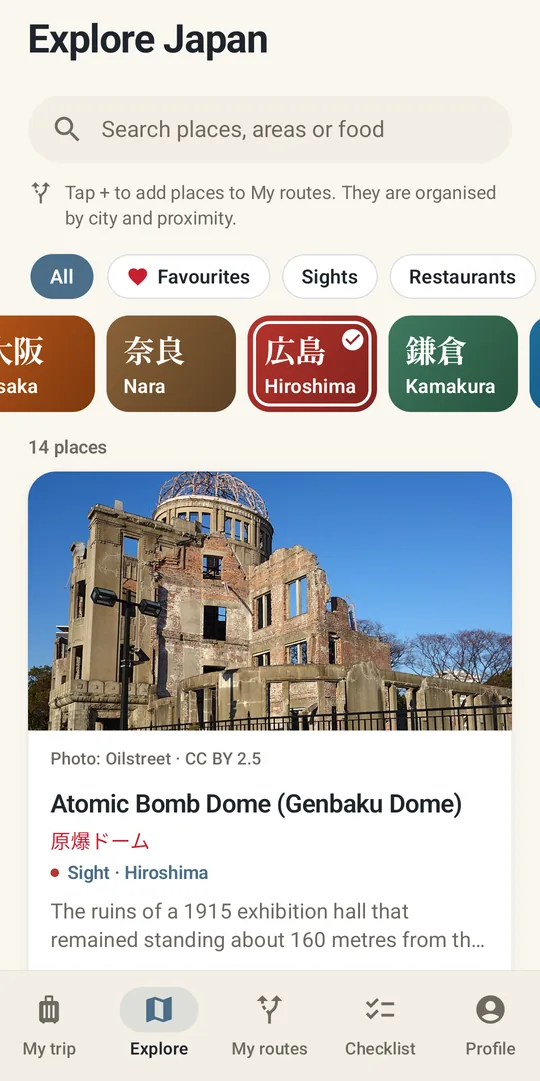 Explore Japan
Search places, areas or food
Tap + to add places to My routes. They are organised
by city and proximity.
All
Favourites
Sights
Restaurants
大阪
saka
奈良
Nara
広島
Hiroshima
鎌倉
Kamakura
14 places
Photo: Oilstreet · CC BY 2.5
Atomic Bomb Dome (Genbaku Dome)
原爆ドーム
Sight · Hiroshima
The ruins of a 1915 exhibition hall that
remained standing about 160 metres from th…
My trip
Explore
My routes
Checklist
Profile